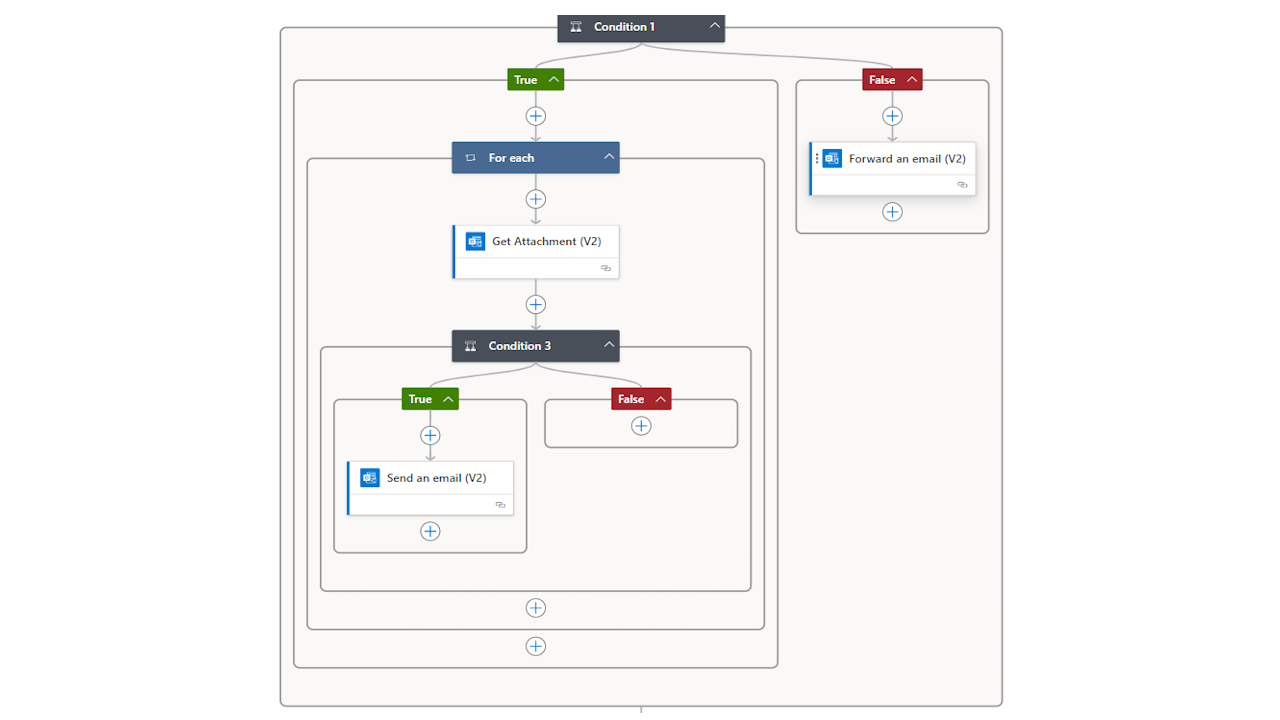 Condition 1
True
False
For each
Forward an email (V2)
Get Attachment (V2)
Condition 3
True
False
Send an email (V2)